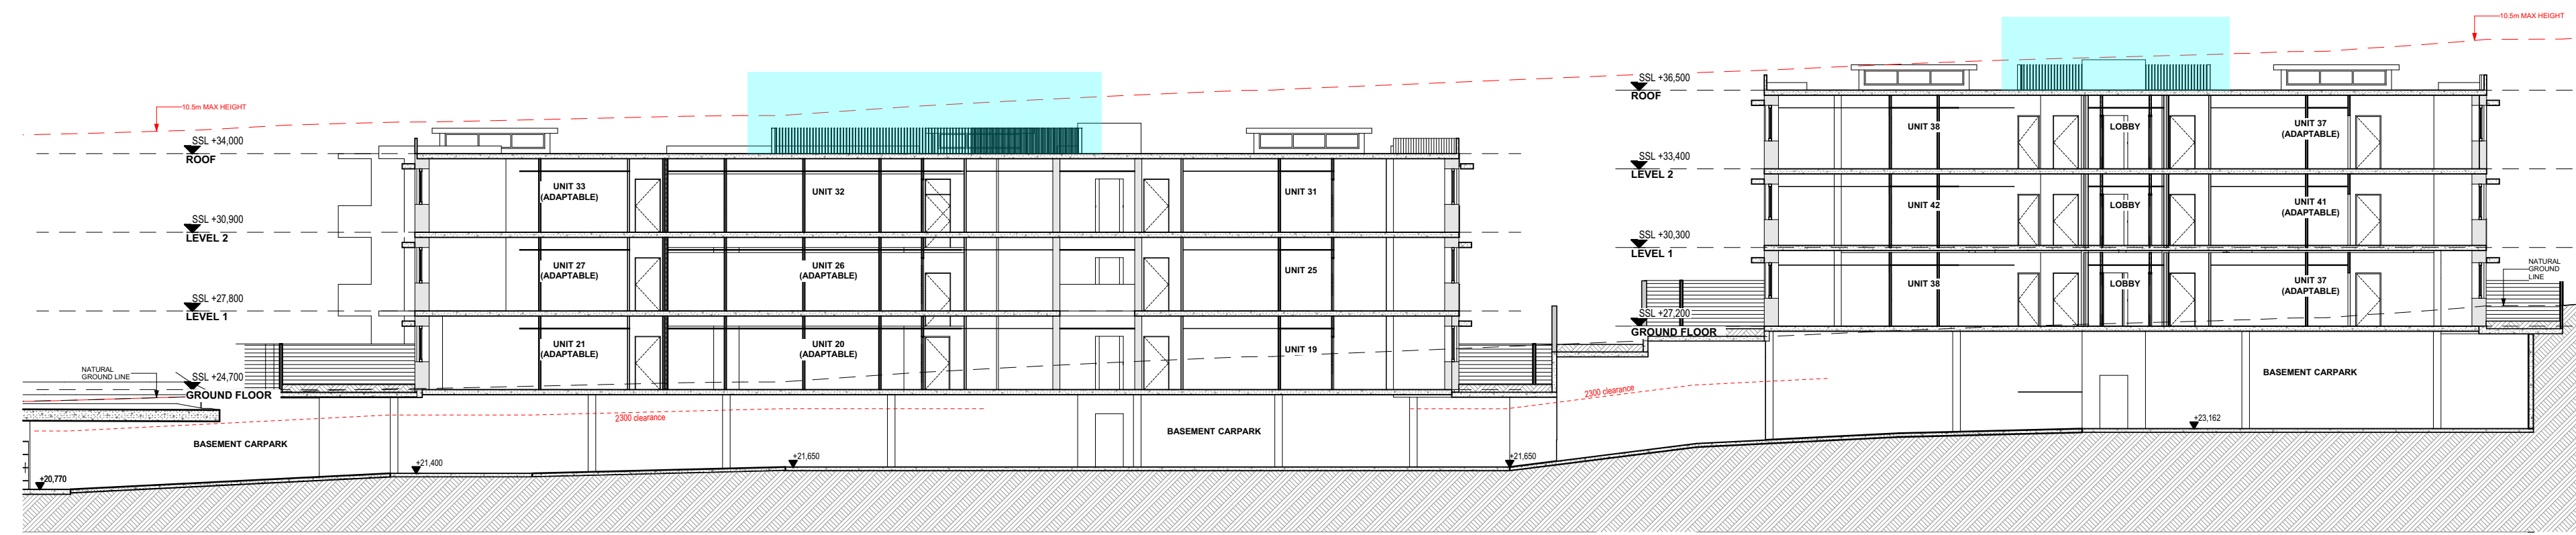 10.5m MAX HEIGHT
SSL +34,000
ROOF
SSL +30,900
LEVEL 2
SSL +27,800
LEVEL 1
SSL +24,700
GROUND FLOOR
NATURAL
GROUND LINE
BASEMENT CARPARK
+20,770
+21,400
2300 clearance
UNIT 33
(ADAPTABLE)
UNIT 32
UNIT 31
UNIT 27
(ADAPTABLE)
UNIT 26
(ADAPTABLE)
UNIT 25
UNIT 21
(ADAPTABLE)
UNIT 20
(ADAPTABLE)
UNIT 19
+21,650
BASEMENT CARPARK
+21,650
2300 clearance
10.5m MAX HEIGHT
SSL +36,500
ROOF
SSL +33,400
LEVEL 2
SSL +30,300
LEVEL 1
SSL +27,200
GROUND FLOOR
UNIT 38
LOBBY
UNIT 37
(ADAPTABLE)
UNIT 42
LOBBY
UNIT 41
(ADAPTABLE)
UNIT 38
LOBBY
UNIT 37
(ADAPTABLE)
NATURAL
GROUND
LINE
BASEMENT CARPARK
+23,162